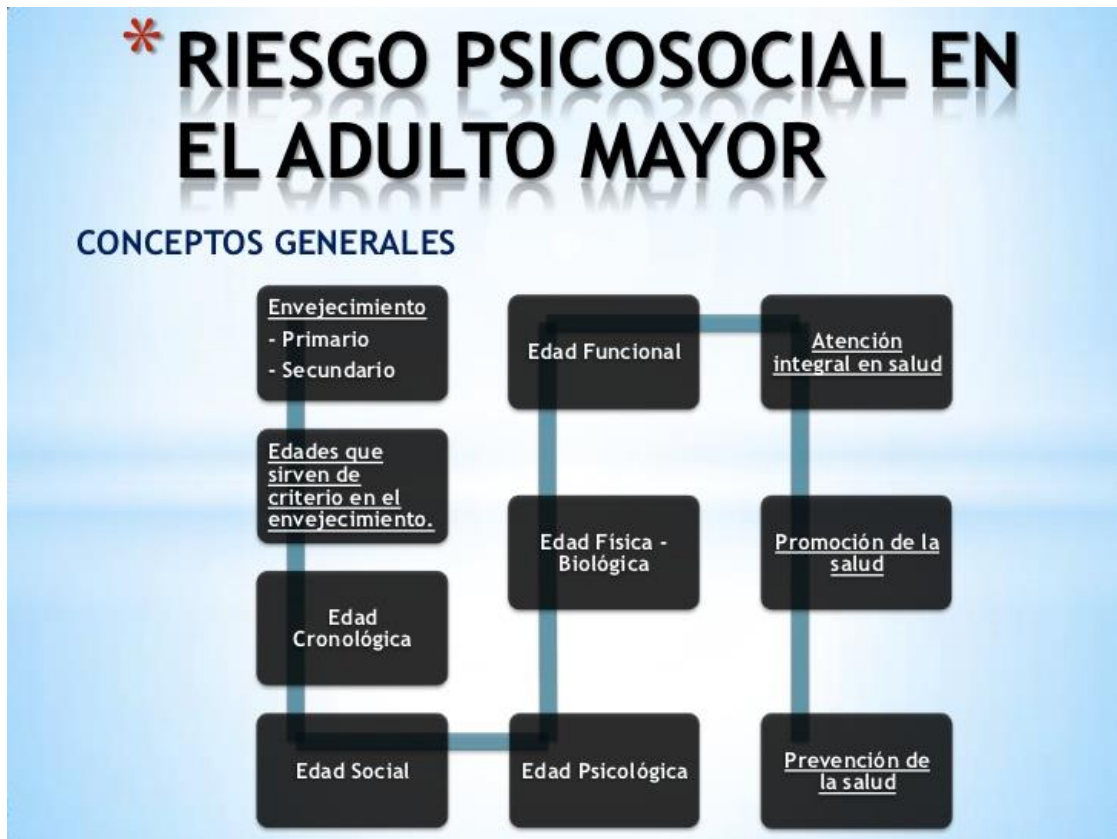 * RIESGO PSICOSOCIAL EN
EL ADULTO MAYOR
CONCEPTOS GENERALES
Envejecimiento
- Primario
- Secundario
Edades que
sirven de
criterio en el
envejecimiento.
Edad
Cronológica
Edad Social
Edad Psicológica
Edad Física -
Biológica
Edad Funcional
Atención
integral en salud
Promoción de la
salud
Prevención de
la salud